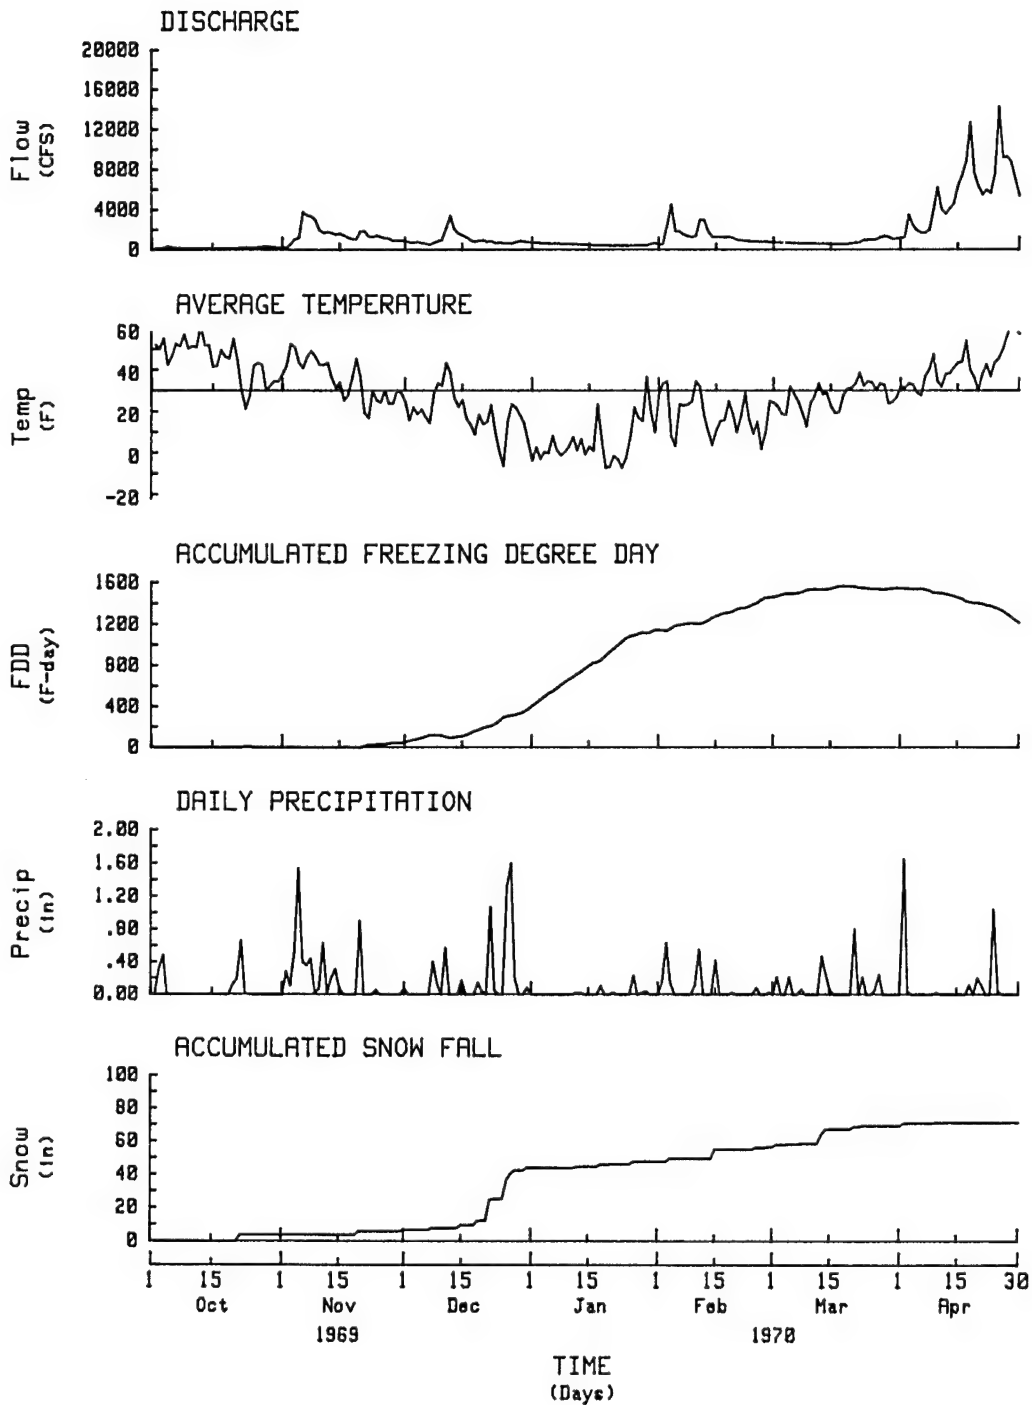 DISCHARGE
20000
16000
12000
8000
4000
0
Flow
(CFS)
AVERAGE TEMPERATURE
60
40
20
0
-20
Temp
(F)
ACCUMULATED FREEZING DEGREE DAY
1600
1200
800
400
0
FDD
(F-day)
DAILY PRECIPITATION
2.00
1.60
1.20
.80
.40
0.00
Precip
(in)
ACCUMULATED SNOW FALL
100
80
60
40
20
0
Snow
(in)
1 15 1 15 1 15 1 15 1 15 1 15 1 15 30
Oct Nov Dec Jan Feb Mar Apr
1969 1970
TIME
(Days)